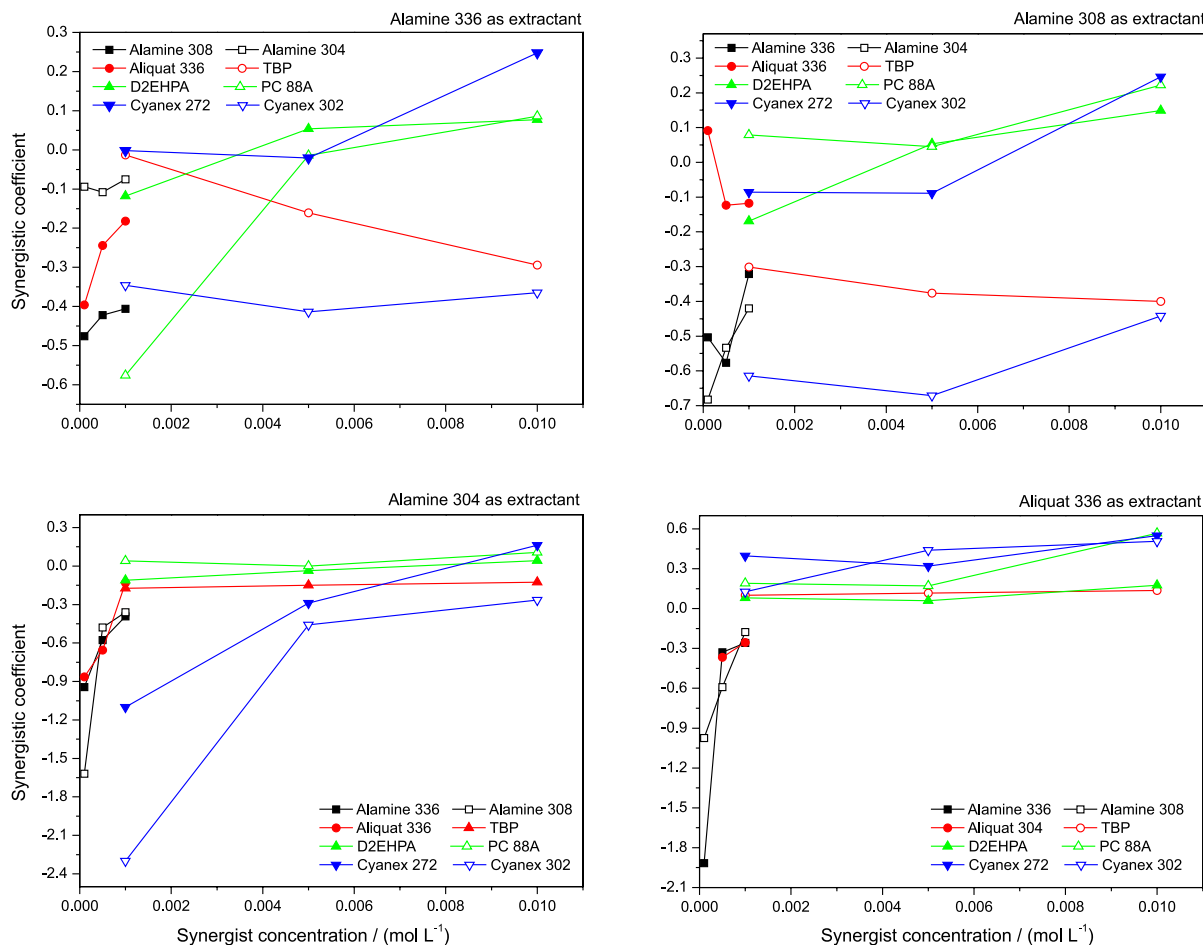 Alamine 336 as extractant
Alamine 308 Alamine 304
Aliquat 336 TBP
D2EHPA PC 88A
Cyanex 272 Cyanex 302
0.3
0.2
0.1
0.0
-0.1
-0.2
-0.3
-0.4
-0.5
-0.6
Synergistic coefficient
0.000 0.002 0.004 0.006 0.008 0.010
Alamine 308 as extractant
Alamine 336 Alamine 304
Aliquat 336 TBP
D2EHPA PC 88A
Cyanex 272 Cyanex 302
0.3
0.2
0.1
0.0
-0.1
-0.2
-0.3
-0.4
-0.5
-0.6
-0.7
0.000 0.002 0.004 0.006 0.008 0.010
Alamine 304 as extractant
0.3
0.0
-0.3
-0.6
-0.9
-1.2
-1.5
-1.8
-2.1
-2.4
Synergistic coefficient
Alamine 336 Alamine 308
Aliquat 336 TBP
D2EHPA PC 88A
Cyanex 272 Cyanex 302
0.000 0.002 0.004 0.006 0.008 0.010
Synergist concentration / (mol L⁻¹)
Aliquat 336 as extractant
0.6
0.3
0.0
-0.3
-0.6
-0.9
-1.2
-1.5
-1.8
-2.1
Alamine 336 Alamine 308
Aliquat 304 TBP
D2EHPA PC 88A
Cyanex 272 Cyanex 302
0.000 0.002 0.004 0.006 0.008 0.010
Synergist concentration / (mol L⁻¹)